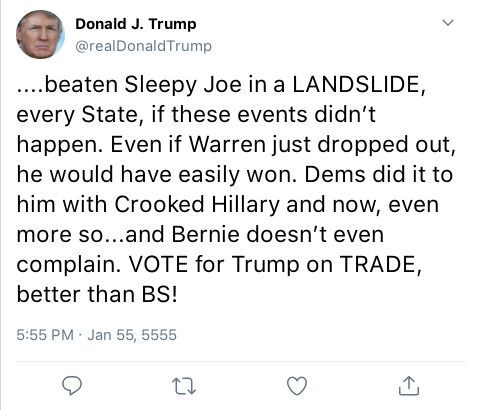 Donald J. Trump
@realDonaldTrump
....beaten Sleepy Joe in a LANDSLIDE,
every State, if these events didn’t
happen. Even if Warren just dropped out,
he would have easily won. Dems did it to
him with Crooked Hillary and now, even
more so...and Bernie doesn’t even
complain. VOTE for Trump on TRADE,
better than BS!
5:55 PM · Jan 55, 5555